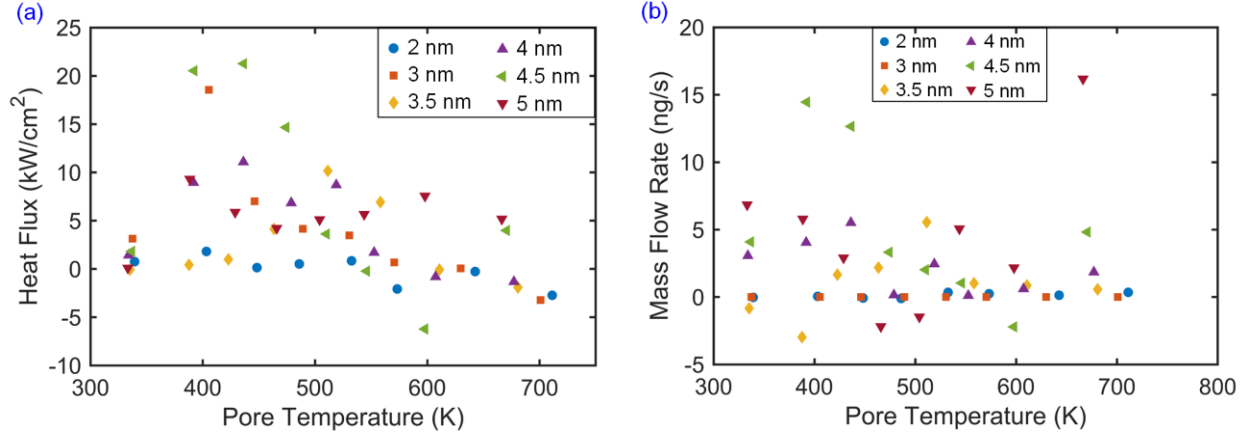 (a)
25
20
15
10
5
0
-5
-10
300
400
500
600
700
Heat Flux (kW/cm²)
Pore Temperature (K)
2 nm
3 nm
3.5 nm
4 nm
4.5 nm
5 nm
(b)
20
15
10
5
0
-5
300
400
500
600
700
800
Mass Flow Rate (ng/s)
Pore Temperature (K)
2 nm
3 nm
3.5 nm
4 nm
4.5 nm
5 nm